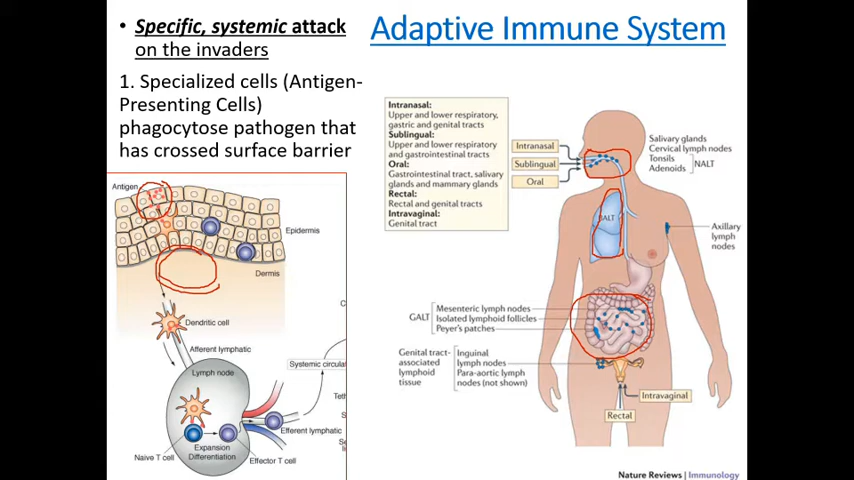 • Specific, systemic attack
on the invaders
Adaptive Immune System
1. Specialized cells (Antigen-
Presenting Cells)
phagocytose pathogen that
has crossed surface barrier
Antigen
Epidermis
Dermis
Dendritic cell
Afferent lymphatic
Lymph node
Systemic circula
Efferent lymphatic
Naive T cell
Expansion
Differentiation
Effector T cell
Intranasal:
Upper and lower respiratory,
gastric and genital tracts
Sublingual:
Upper and lower respiratory
and gastrointestinal tracts
Oral:
Gastrointestinal tract, salivary
glands and mammary glands
Rectal:
Rectal and genital tracts
Intravaginal:
Genital tract
Intranasal
Sublingual
Oral
Salivary glands
Cervical lymph nodes
Tonsils
Adenoids
NALT
BALT
Axillary
lymph
nodes
GALT
Mesenteric lymph nodes
Isolated lymphoid follicles
Peyer's patches
Genital tract-
associated
lymphoid
tissue
Inguinal
lymph nodes
Para-aortic lymph
nodes (not shown)
Intravaginal
Rectal
Nature Reviews | Immunology